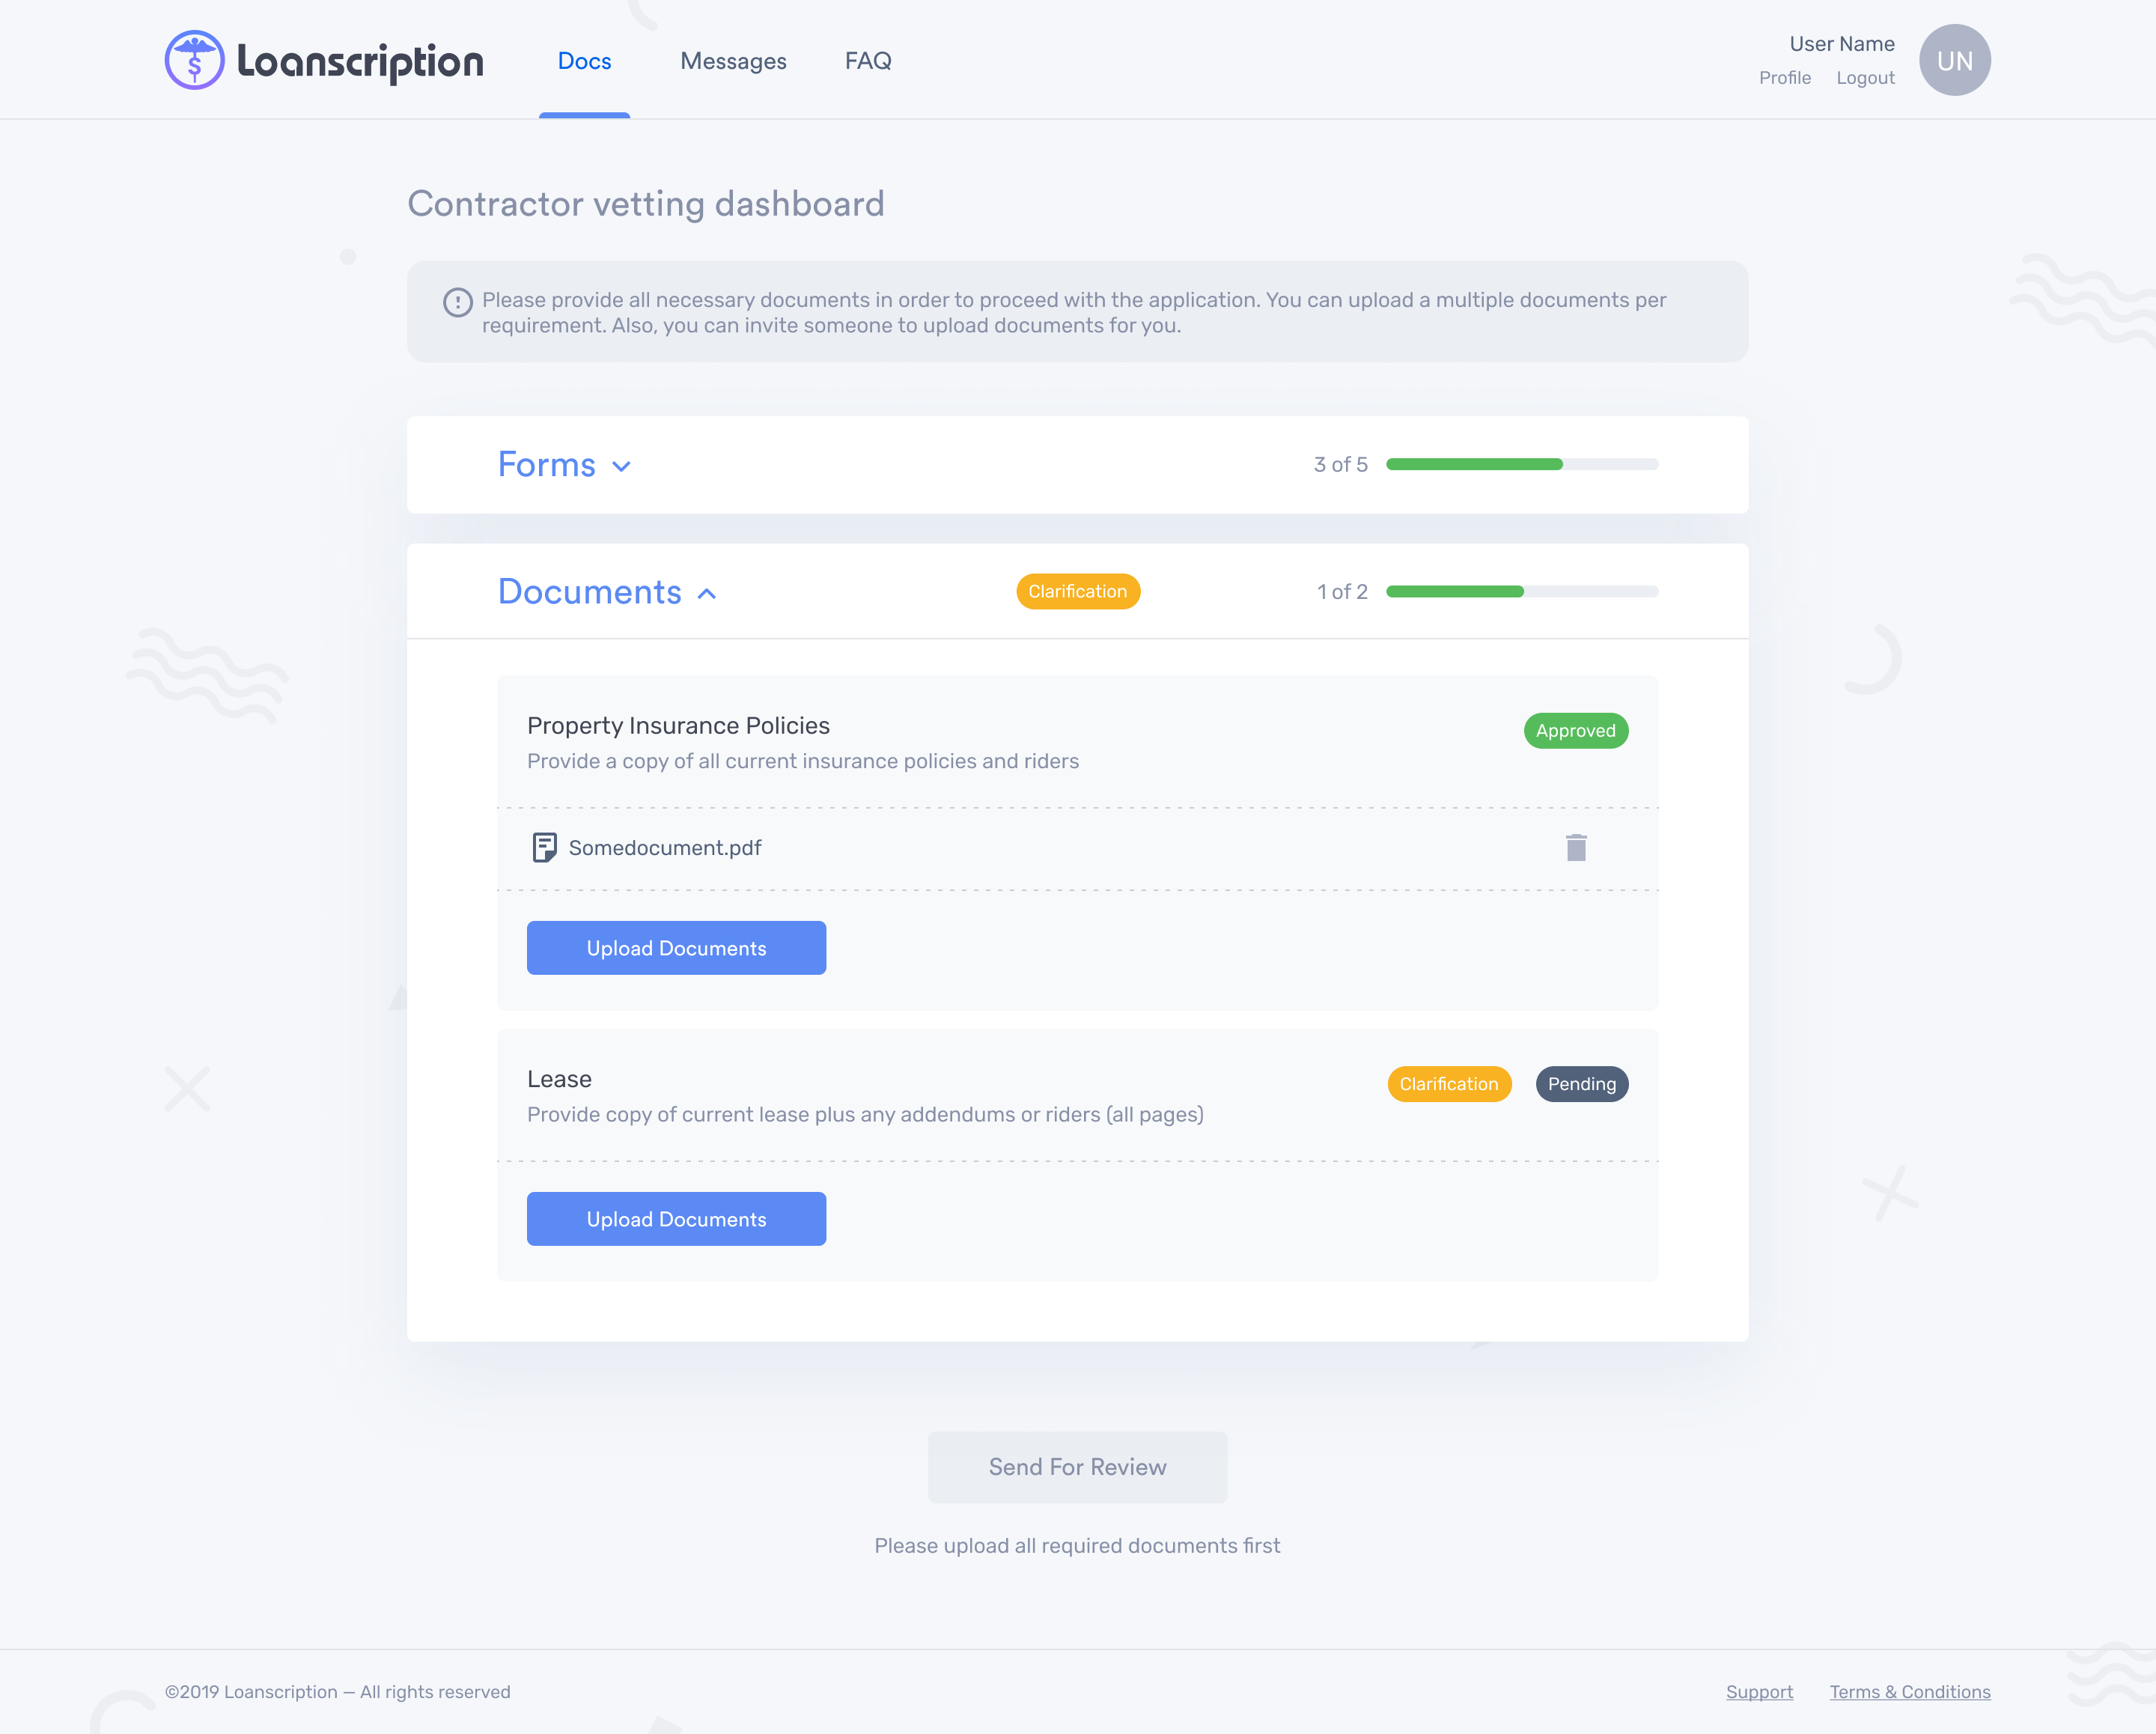 Loanscription
Docs
Messages
FAQ
User Name
Profile
Logout
UN
Contractor vetting dashboard
Please provide all necessary documents in order to proceed with the application. You can upload a multiple documents per
requirement. Also, you can invite someone to upload documents for you.
Forms
3 of 5
Documents
Clarification
1 of 2
Property Insurance Policies
Approved
Provide a copy of all current insurance policies and riders
Somedocument.pdf
Upload Documents
Lease
Clarification
Pending
Provide copy of current lease plus any addendums or riders (all pages)
Upload Documents
Send For Review
Please upload all required documents first
©2019 Loanscription — All rights reserved
Support
Terms & Conditions